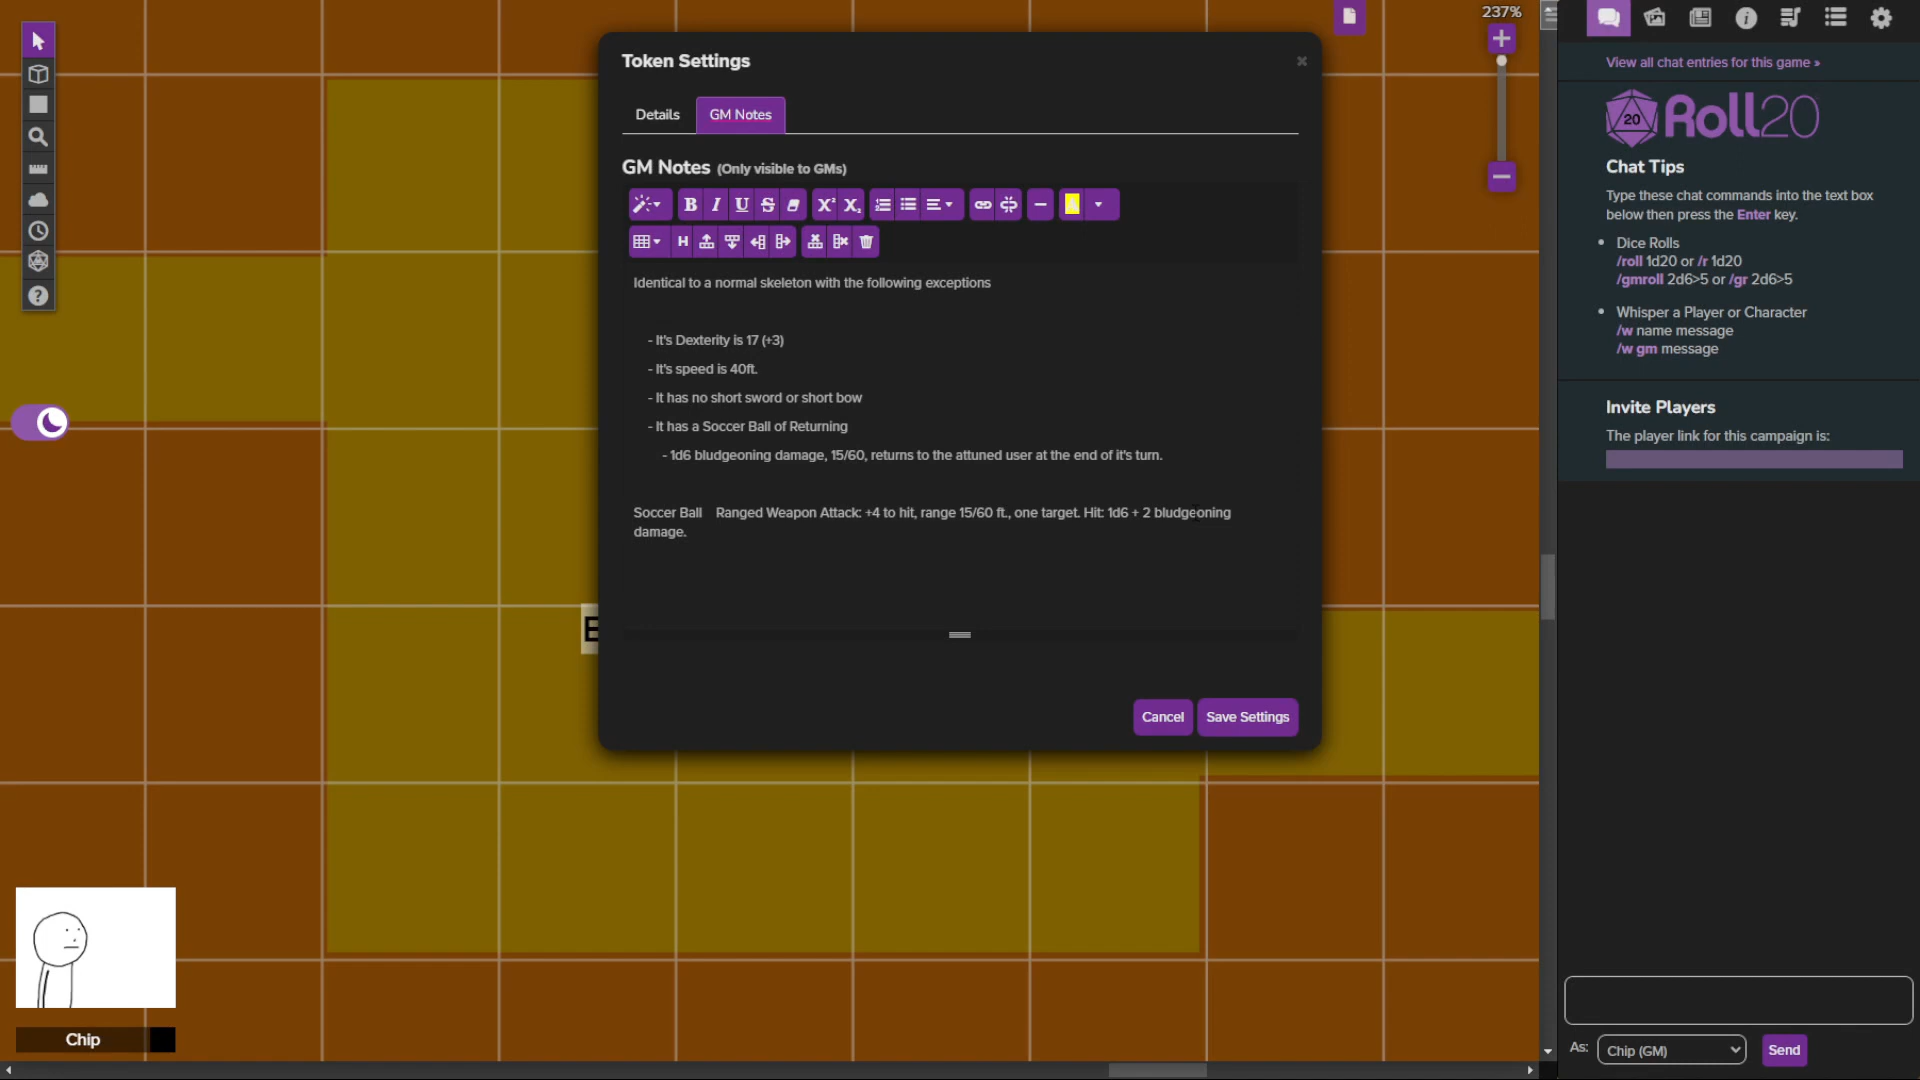 237%
Token Settings
Details
GM Notes
GM Notes (Only visible to GMs)
B I U S X² X₂
H
Identical to a normal skeleton with the following exceptions
- It's Dexterity is 17 (+3)
- It's speed is 40ft.
- It has no short sword or short bow
- It has a Soccer Ball of Returning
- 1d6 bludgeoning damage, 15/60, returns to the attuned user at the end of it's turn.
Soccer Ball Ranged Weapon Attack: +4 to hit, range 15/60 ft., one target. Hit: 1d6 + 2 bludgeoning
damage.
Cancel
Save Settings
Chip
View all chat entries for this game »
20 Roll20
Chat Tips
Type these chat commands into the text box
below then press the Enter key.
• Dice Rolls
/roll 1d20 or /r 1d20
/gmroll 2d6>5 or /gr 2d6>5
• Whisper a Player or Character
/w name message
/w gm message
Invite Players
The player link for this campaign is:
As:
Chip (GM)
Send